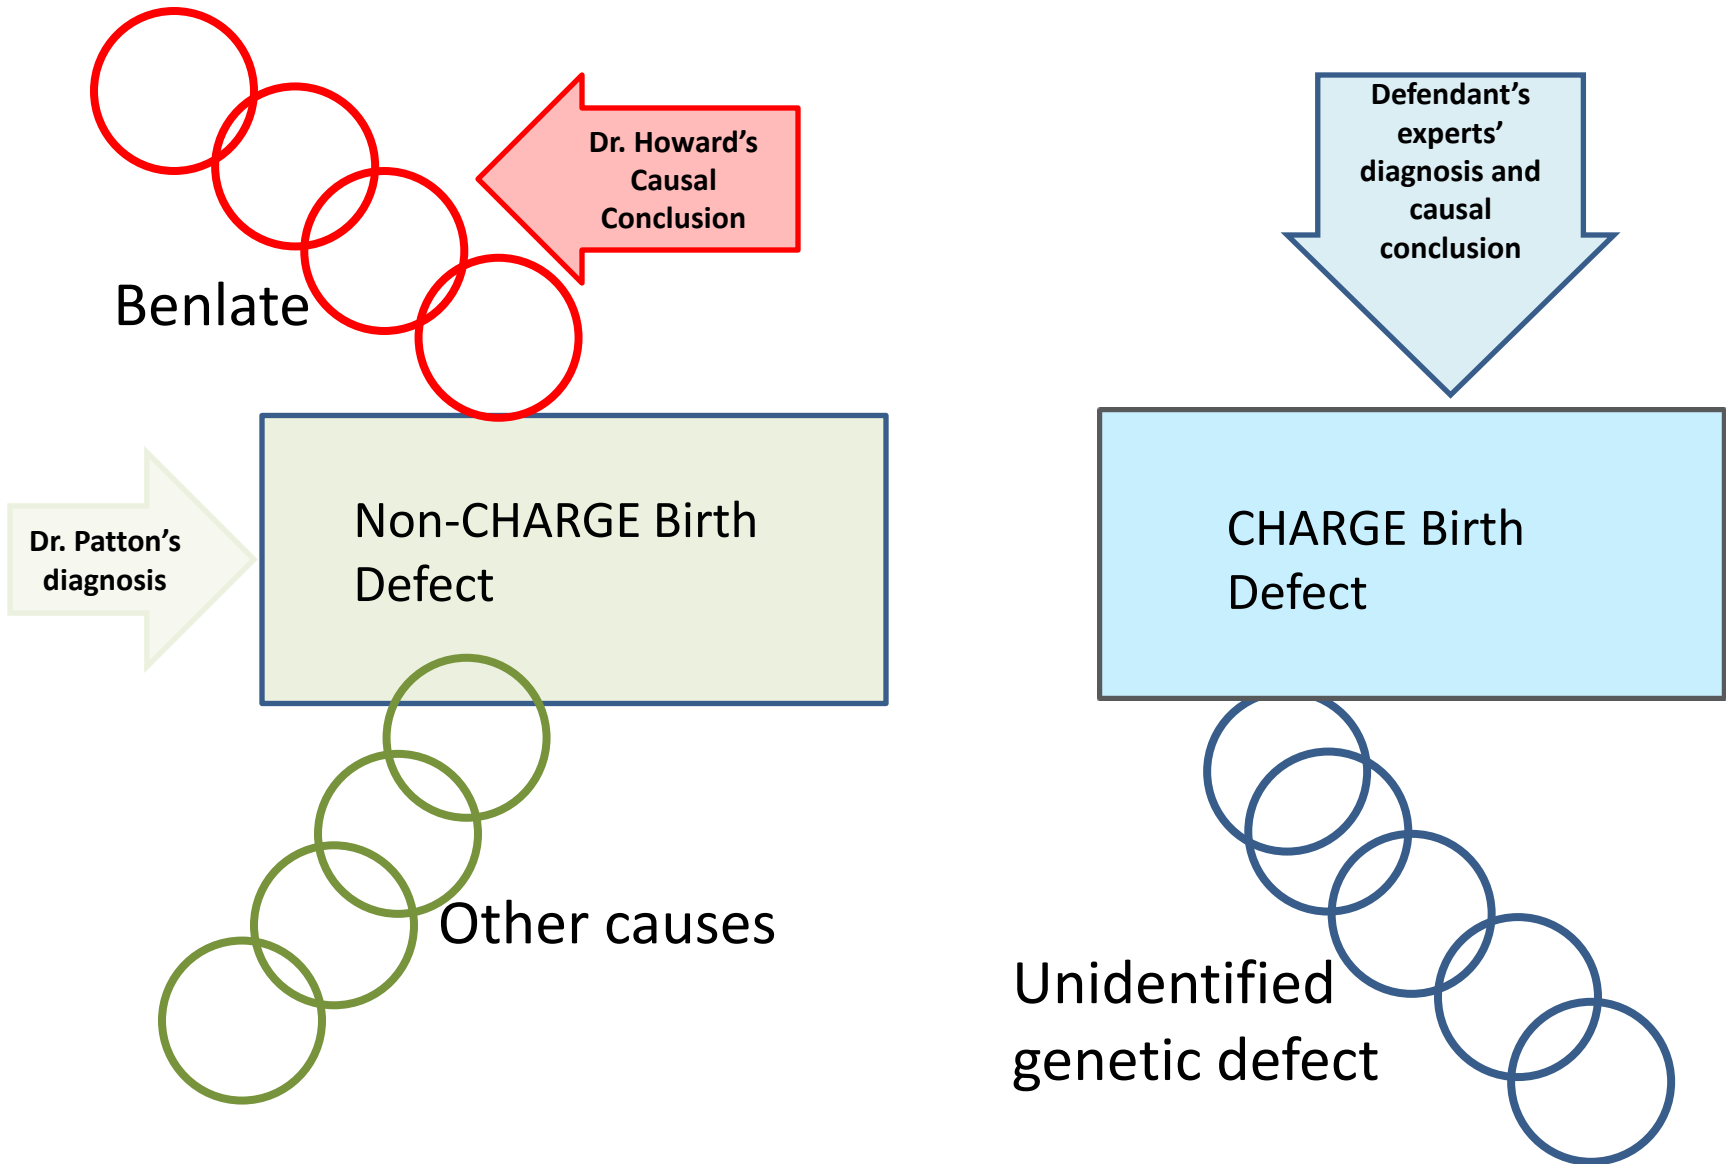 Dr. Howard’s
Causal
Conclusion
Defendant’s
experts’
diagnosis and
causal
conclusion
Benlate
Dr. Patton’s
diagnosis
Non-CHARGE Birth
Defect
CHARGE Birth
Defect
Other causes
Unidentified
genetic defect